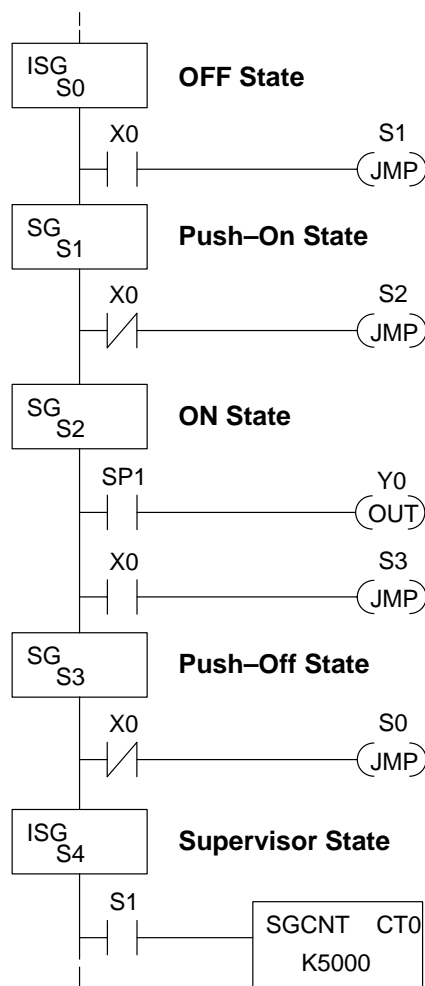 ISG
S0
OFF State
X0
S1
JMP
SG
S1
Push–On State
X0
S2
JMP
SG
S2
ON State
SP1
Y0
OUT
X0
S3
JMP
SG
S3
Push–Off State
X0
S0
JMP
ISG
S4
Supervisor State
S1
SGCNT CT0
K5000